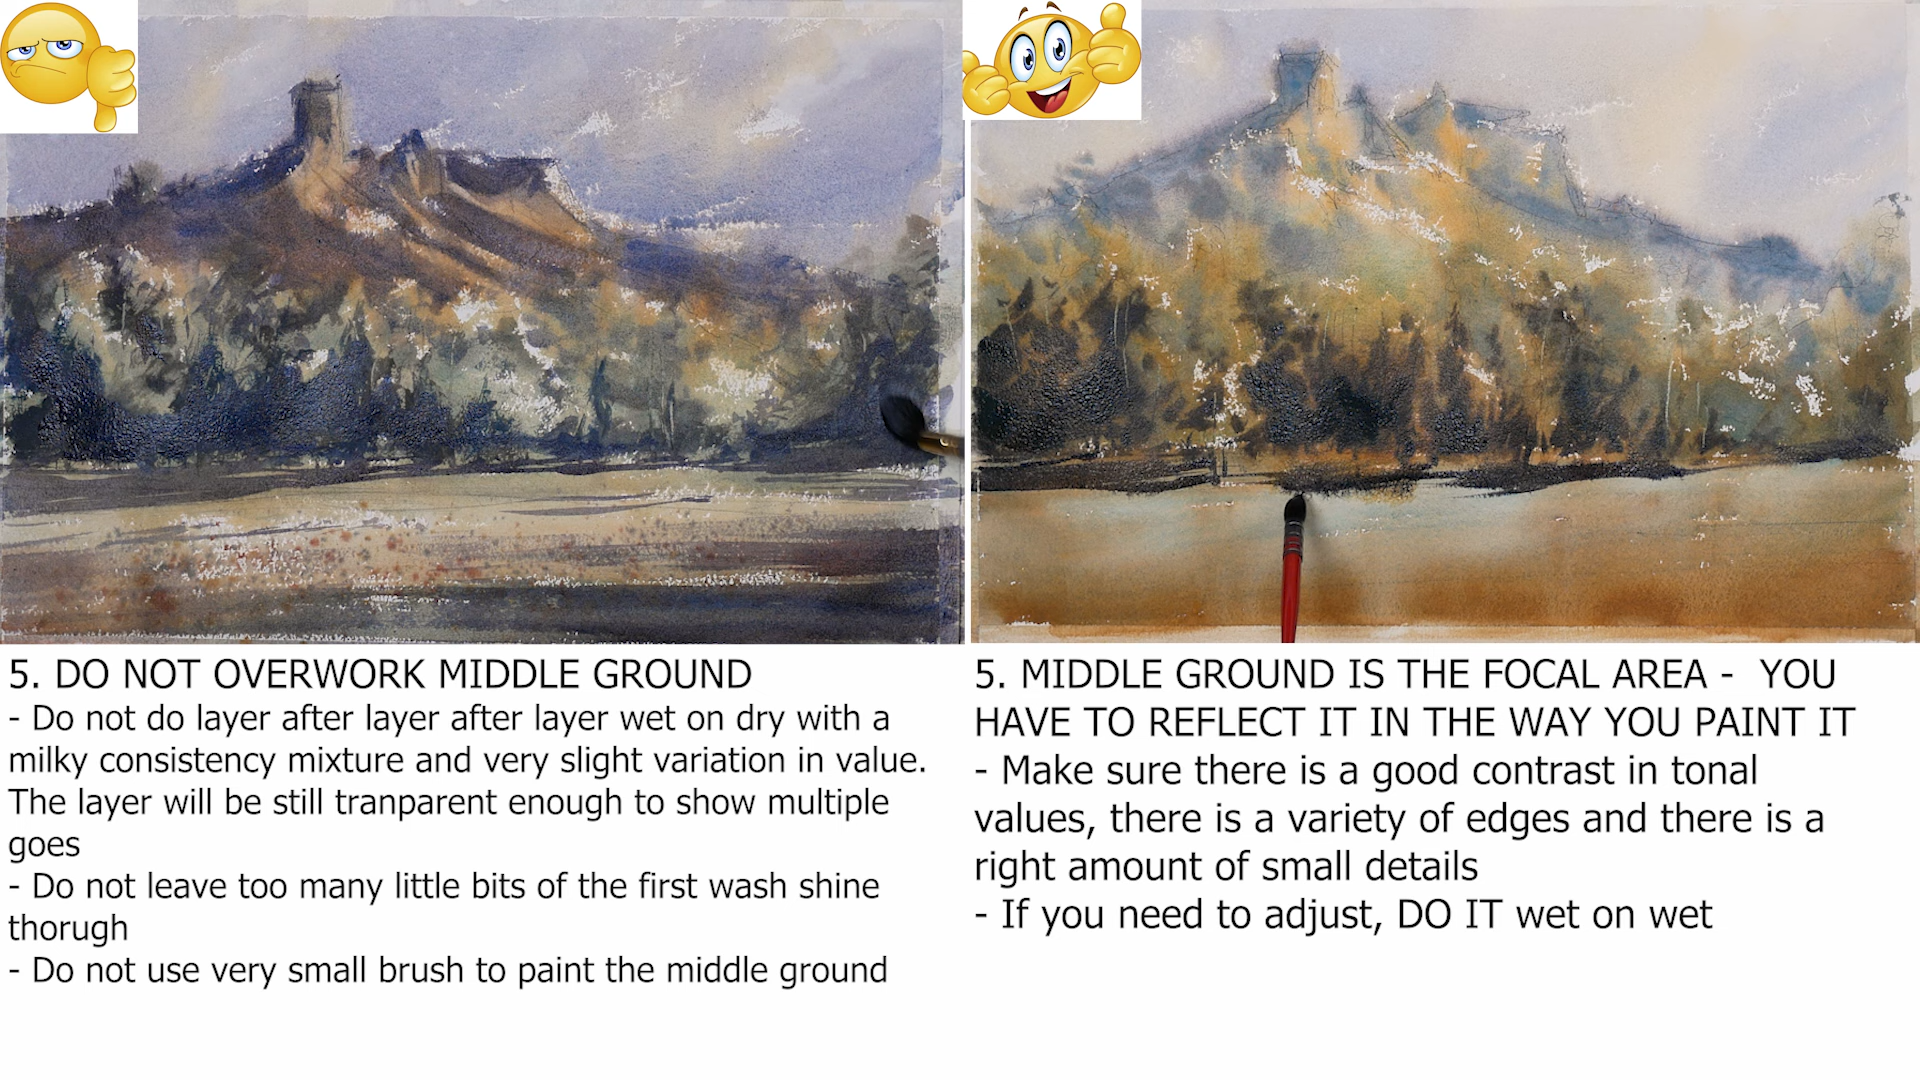 5. DO NOT OVERWORK MIDDLE GROUND
- Do not do layer after layer after layer wet on dry with a
milky consistency mixture and very slight variation in value.
The layer will be still tranparent enough to show multiple
goes
- Do not leave too many little bits of the first wash shine
thorugh
- Do not use very small brush to paint the middle ground
5. MIDDLE GROUND IS THE FOCAL AREA -  YOU
HAVE TO REFLECT IT IN THE WAY YOU PAINT IT
- Make sure there is a good contrast in tonal
values, there is a variety of edges and there is a
right amount of small details
- If you need to adjust, DO IT wet on wet